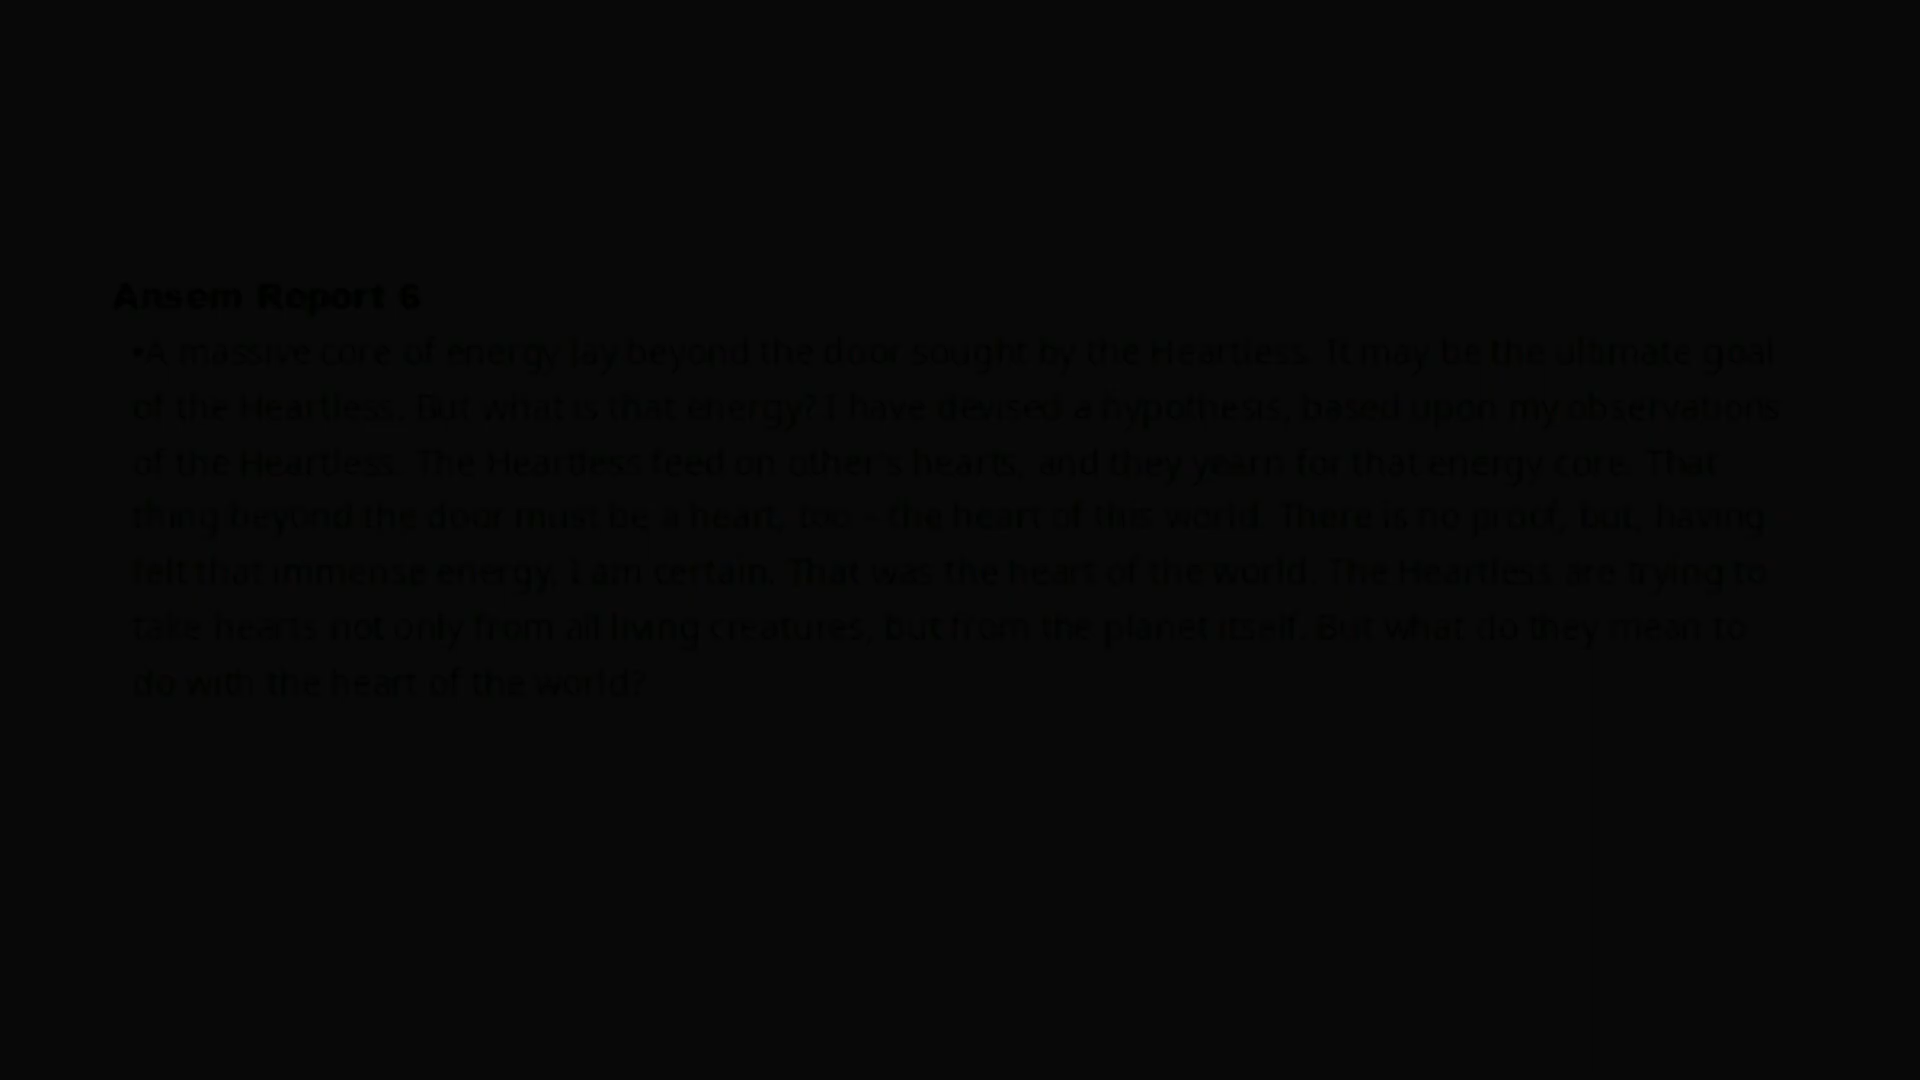 Ansem Report 6
•A massive core of energy lay beyond the door sought by the Heartless. It may be the ultimate goal
of the Heartless. But what is that energy? I have devised a hypothesis, based upon my observations
of the Heartless. The Heartless feed on other's hearts, and they yearn for that energy core. That
thing beyond the door must be a heart, too - the heart of this world. There is no proof, but, having
felt that immense energy, I am certain. That was the heart of the world. The Heartless are trying to
take hearts not only from all living creatures, but from the planet itself. But what do they mean to
do with the heart of the world?